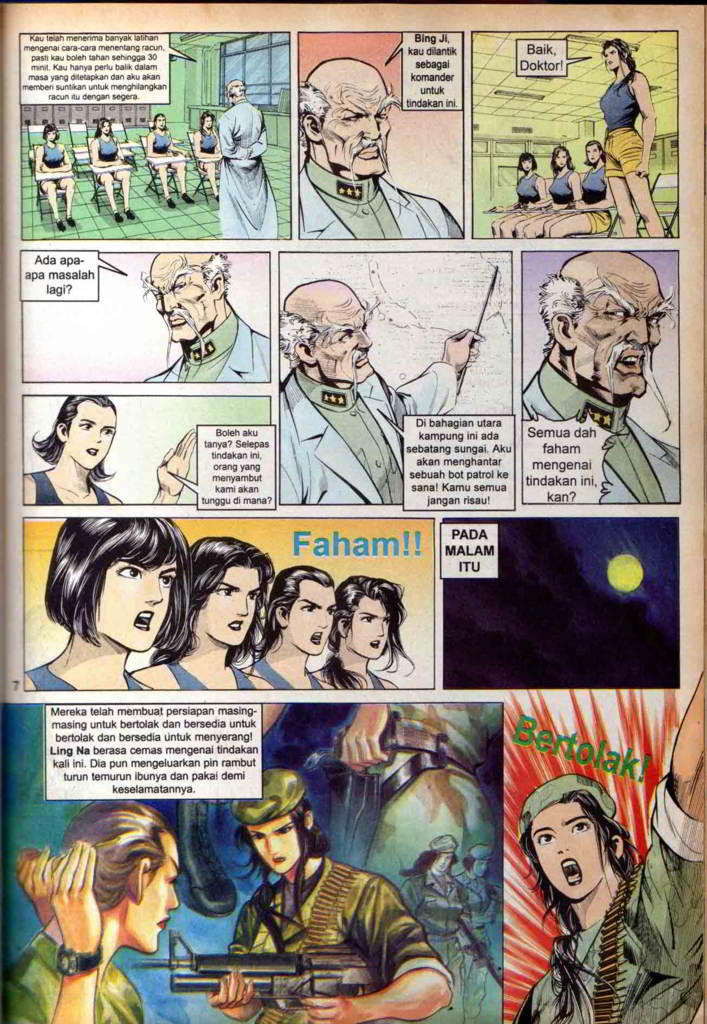 Kau telah menerima banyak latihan
mengenai cara-cara menentang racun,
pasti kau boleh tahan sehingga 30
minit. Kau hanya perlu balik dalam
masa yang ditetapkan dan aku akan
memberi suntikan untuk menghilangkan
racun itu dengan segera.
Bing Ji,
kau dilantik
sebagai
komander
untuk
tindakan ini.
Baik,
Doktor!
Ada apa-
apa masalah
lagi?
Boleh aku
tanya? Selepas
tindakan ini,
orang yang
menyambut
kami akan
tunggu di mana?
Di bahagian utara
kampung ini ada
sebatang sungai. Aku
akan menghantar
sebuah bot patrol ke
sana! Kamu semua
jangan risau!
Semua dah
faham
mengenai
tindakan ini,
kan?
Faham!!
PADA
MALAM
ITU
7
Mereka telah membuat persiapan masing-
masing untuk bertolak dan bersedia untuk
bertolak dan bersedia untuk menyerang!
Ling Na berasa cemas mengenai tindakan
kali ini. Dia pun mengeluarkan pin rambut
turun temurun ibunya dan pakai demi
keselamatannya.
Bertolak!